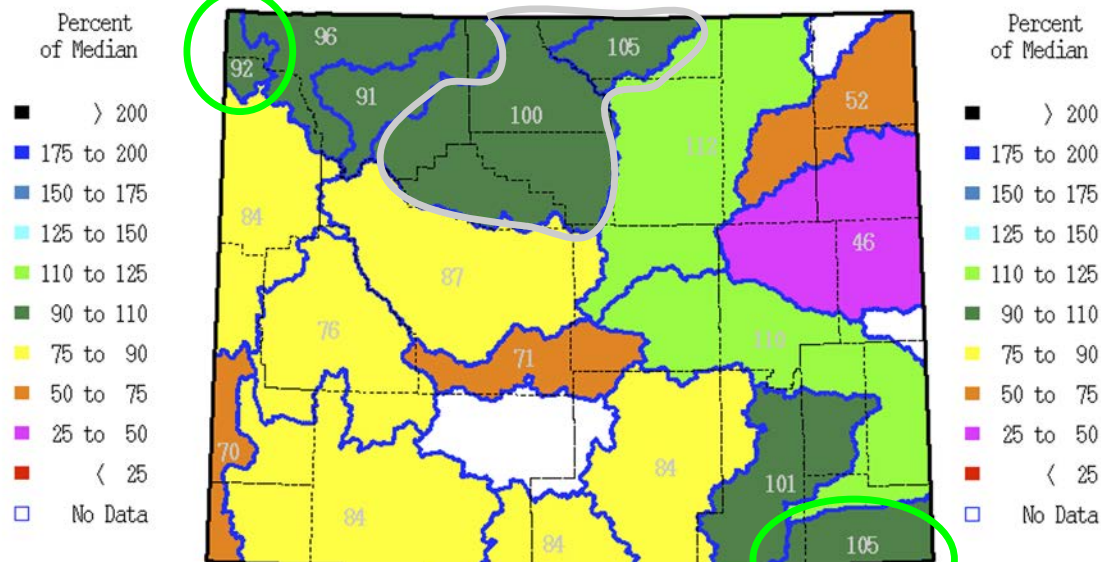 Percent
of Median
> 200
175 to 200
150 to 175
125 to 150
110 to 125
90 to 110
75 to 90
50 to 75
25 to 50
< 25
No Data
96
92
91
105
100
112
52
84
46
87
76
110
71
70
84
101
84
84
105
Percent
of Median
> 200
175 to 200
150 to 175
125 to 150
110 to 125
90 to 110
75 to 90
50 to 75
25 to 50
< 25
No Data